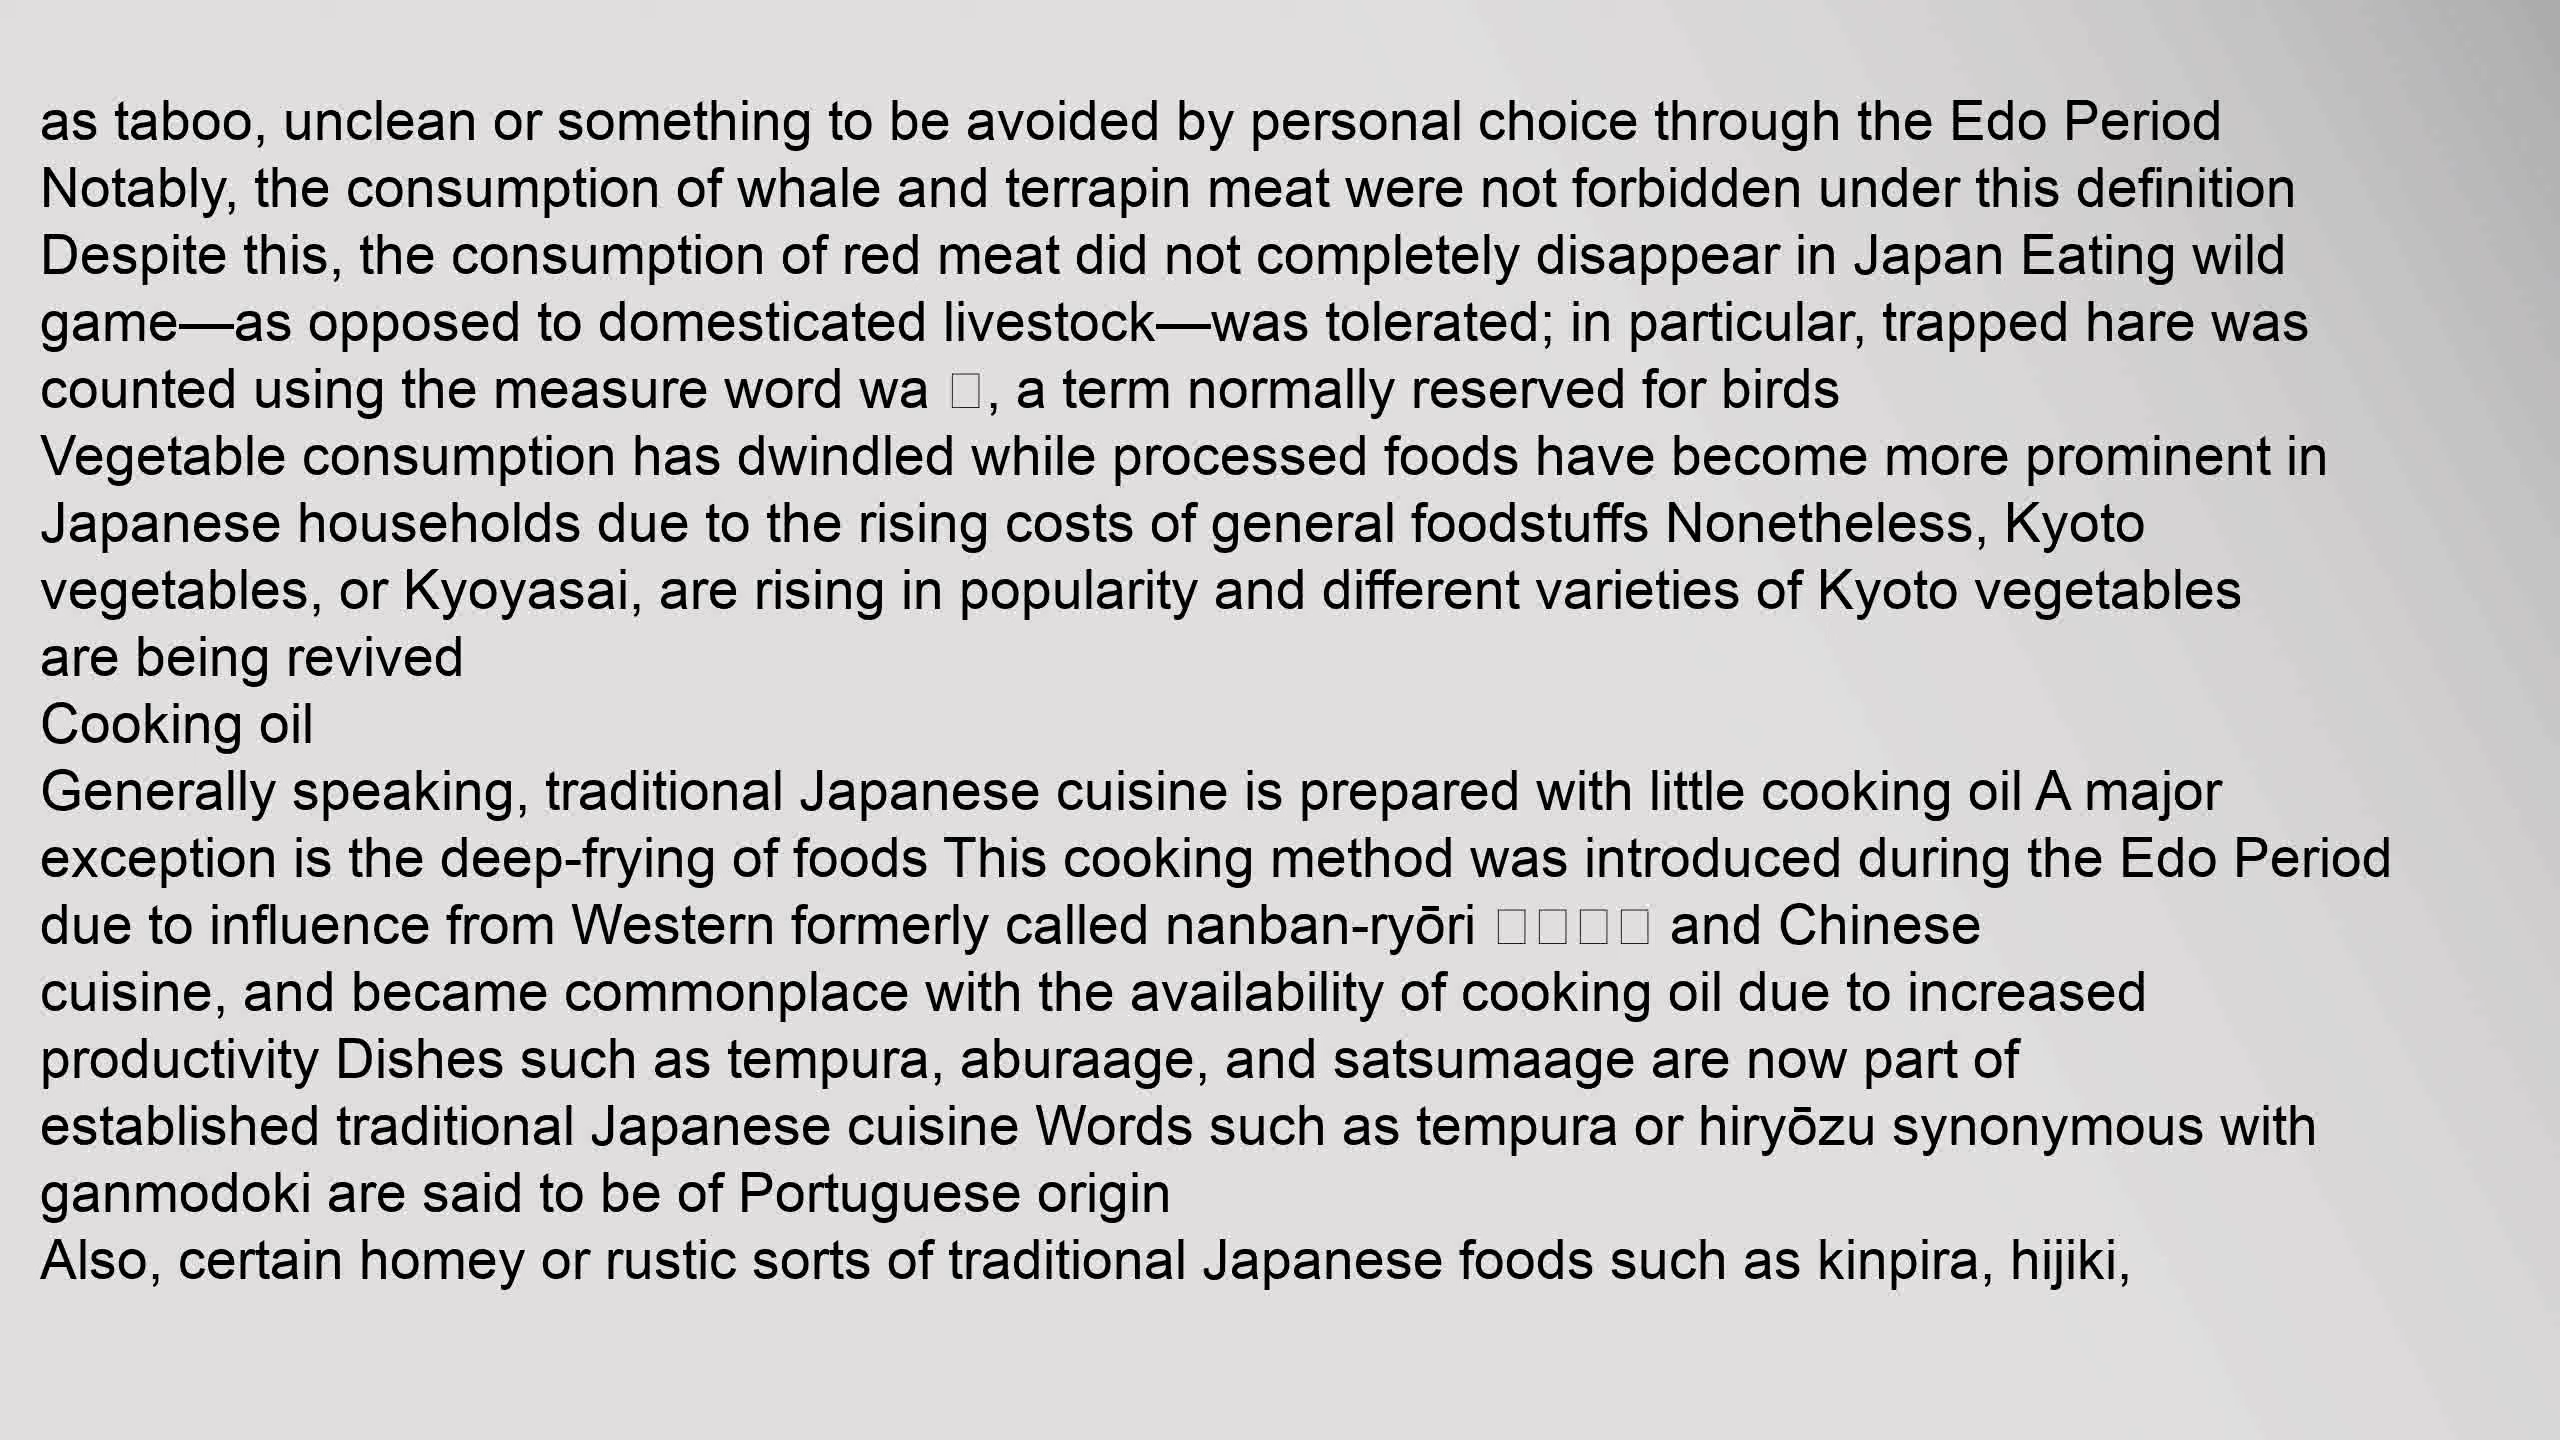 as taboo, unclean or something to be avoided by personal choice through the Edo Period
Notably, the consumption of whale and terrapin meat were not forbidden under this definition
Despite this, the consumption of red meat did not completely disappear in Japan Eating wild
game—as opposed to domesticated livestock—was tolerated; in particular, trapped hare was
counted using the measure word wa □, a term normally reserved for birds
Vegetable consumption has dwindled while processed foods have become more prominent in
Japanese households due to the rising costs of general foodstuffs Nonetheless, Kyoto
vegetables, or Kyoyasai, are rising in popularity and different varieties of Kyoto vegetables
are being revived
Cooking oil
Generally speaking, traditional Japanese cuisine is prepared with little cooking oil A major
exception is the deep-frying of foods This cooking method was introduced during the Edo Period
due to influence from Western formerly called nanban-ryōri □□□□ and Chinese
cuisine, and became commonplace with the availability of cooking oil due to increased
productivity Dishes such as tempura, aburaage, and satsumaage are now part of
established traditional Japanese cuisine Words such as tempura or hiryōzu synonymous with
ganmodoki are said to be of Portuguese origin
Also, certain homey or rustic sorts of traditional Japanese foods such as kinpira, hijiki,